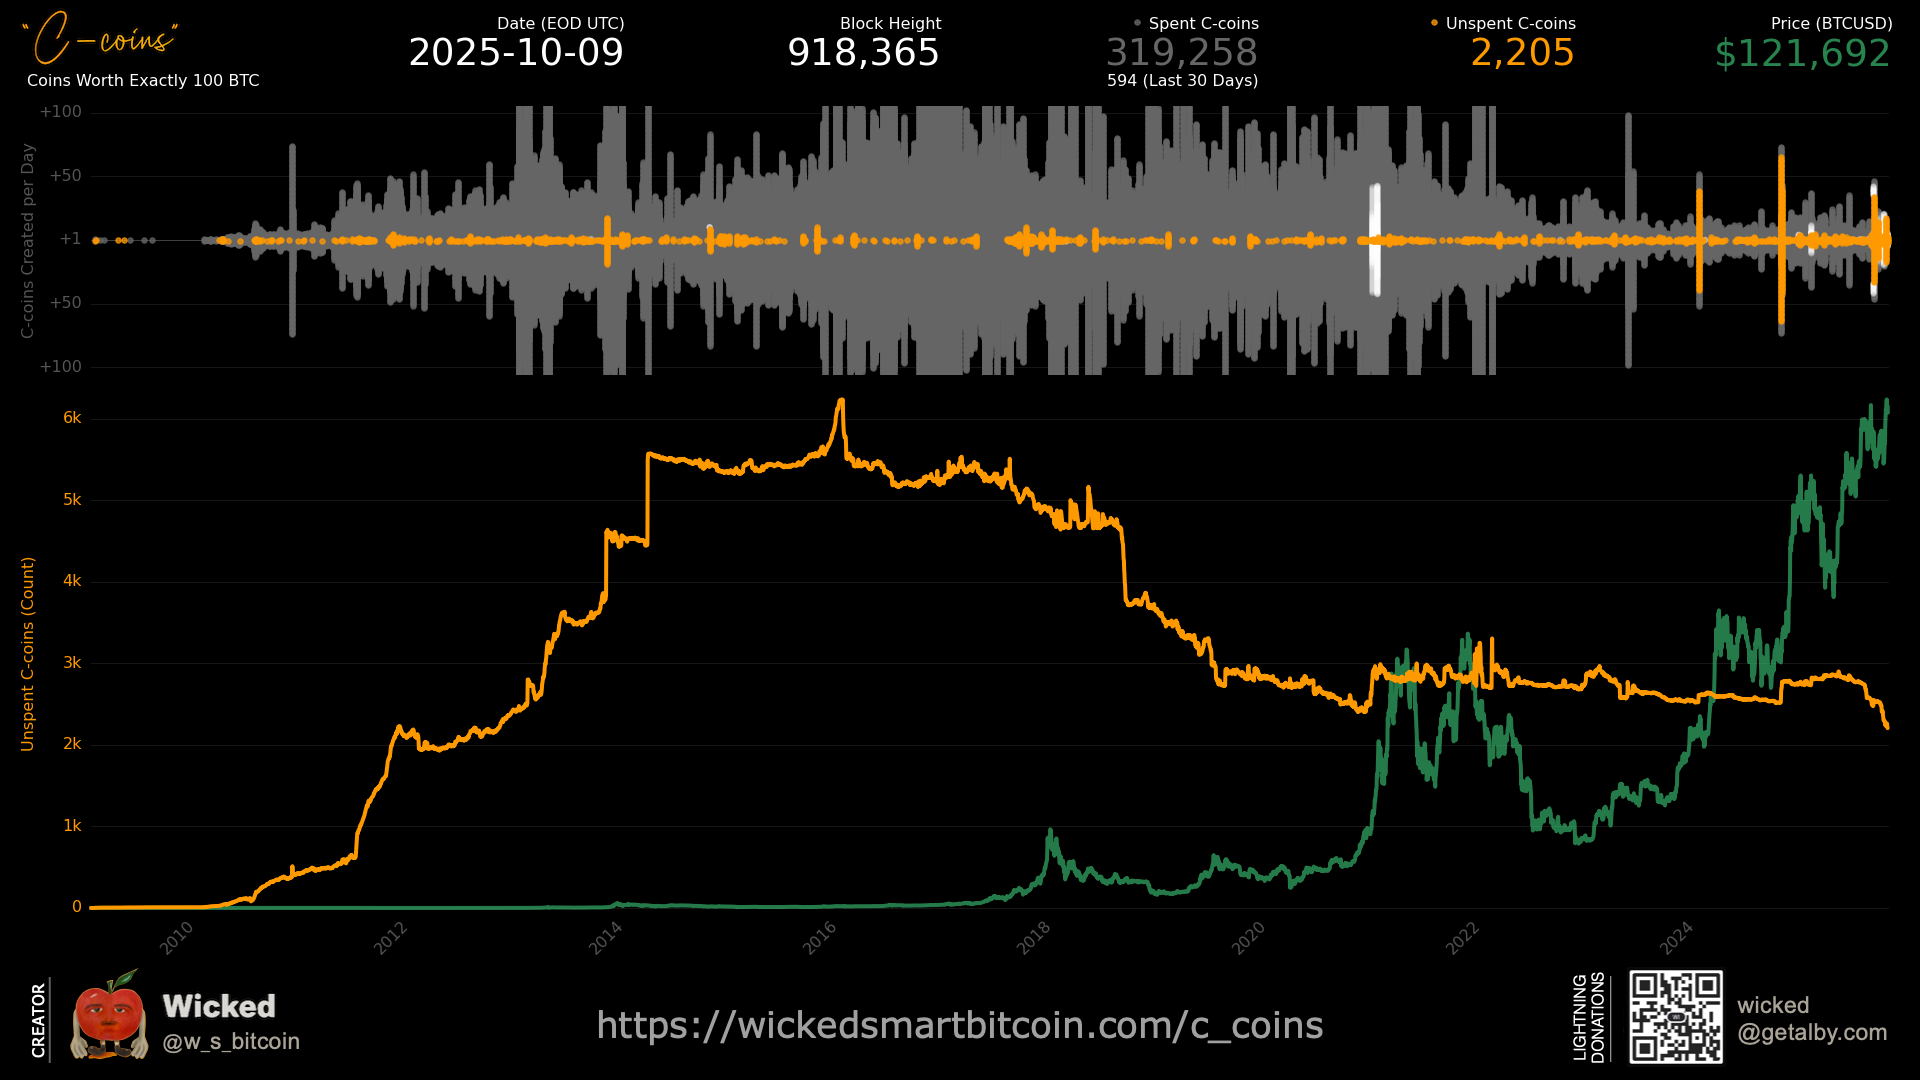 "C-coins"
Coins Worth Exactly 100 BTC
Date (EOD UTC)
2025-10-09
Block Height
918,365
Spent C-coins
319,258
594 (Last 30 Days)
Unspent C-coins
2,205
Price (BTCUSD)
$121,692
C-coins Created per Day
+100
+50
+1
+50
+100
Unspent C-coins (Count)
6k
5k
4k
3k
2k
1k
0
2010
2012
2014
2016
2018
2020
2022
2024
CREATOR
Wicked
@w_s_bitcoin
https://wickedsmartbitcoin.com/c_coins
LIGHTNING
DONATIONS
wicked
@getalby.com